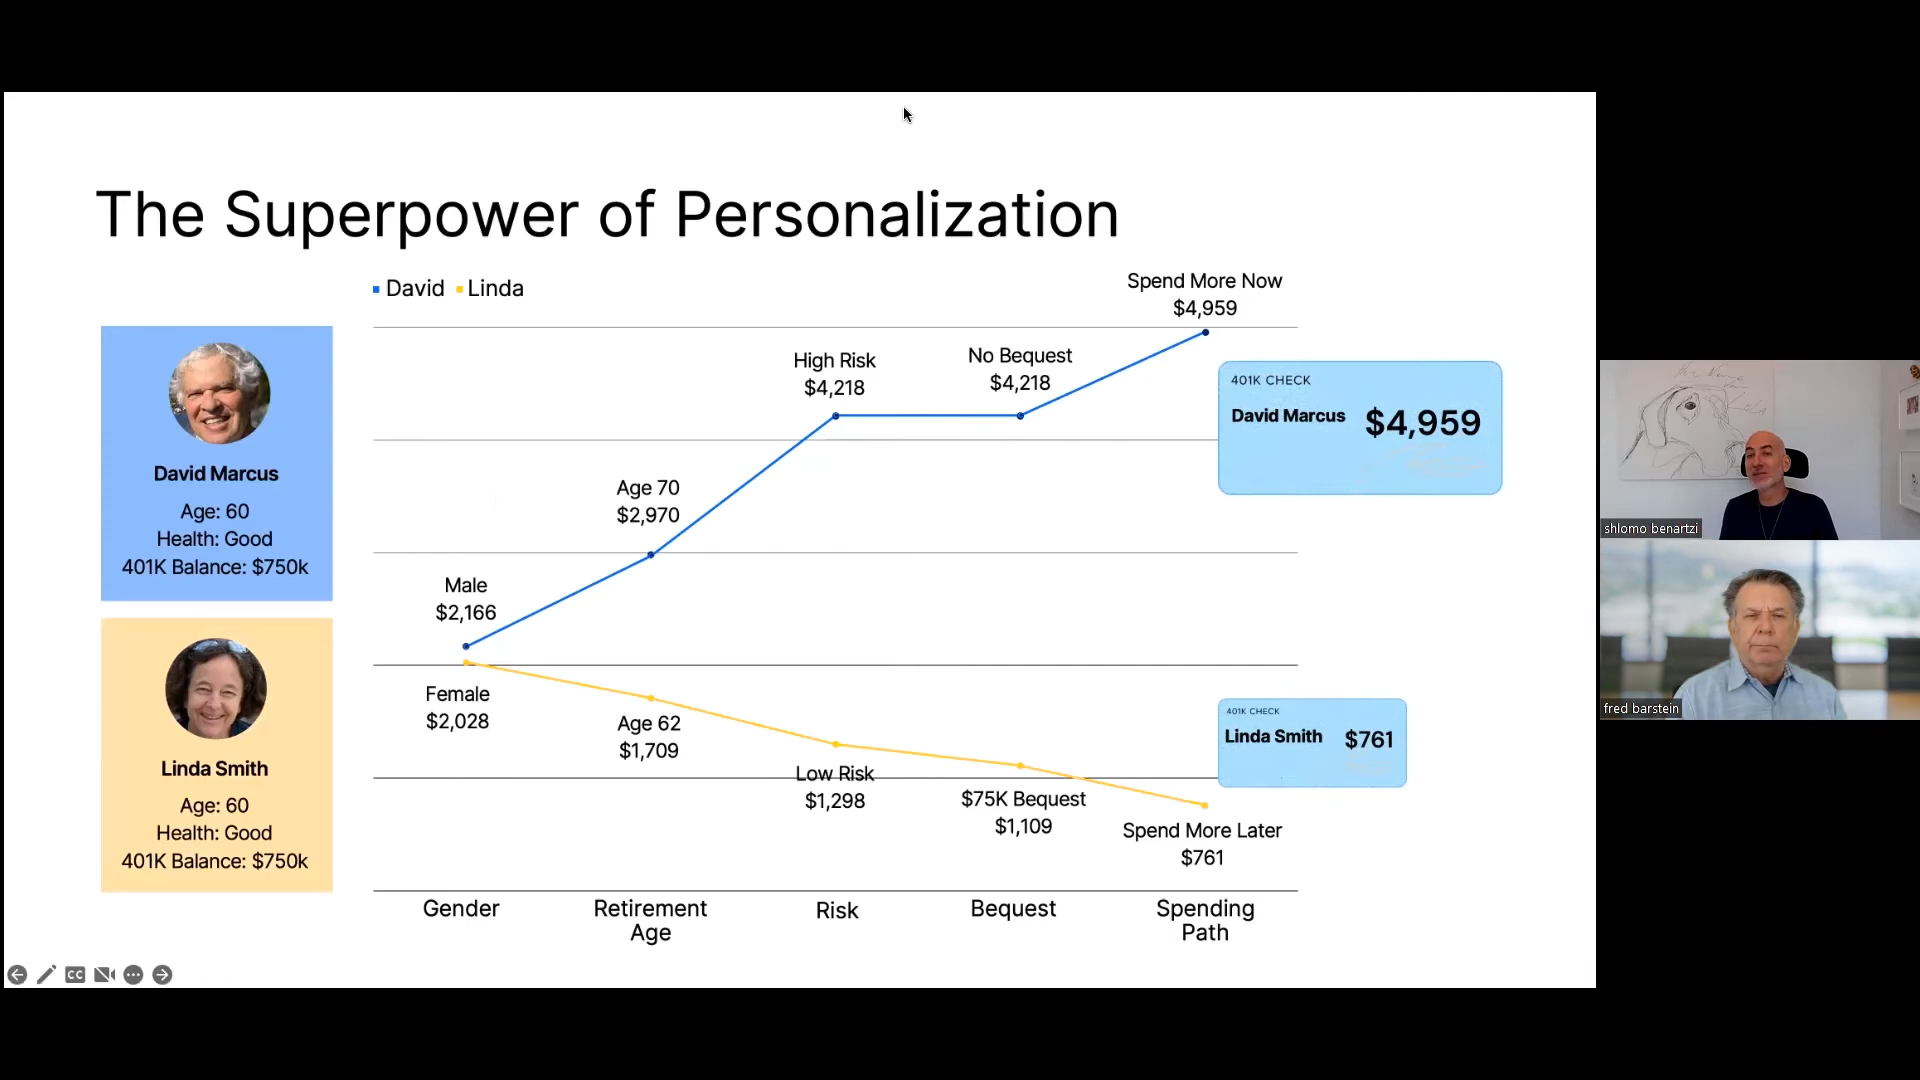 The Superpower of Personalization
David Linda
David Marcus
Age: 60
Health: Good
401K Balance: $750k
Linda Smith
Age: 60
Health: Good
401K Balance: $750k
Male
$2,166
Age 70
$2,970
High Risk
$4,218
No Bequest
$4,218
Spend More Now
$4,959
Female
$2,028
Age 62
$1,709
Low Risk
$1,298
$75K Bequest
$1,109
Spend More Later
$761
401K CHECK
David Marcus $4,959
401K CHECK
Linda Smith $761
Gender
Retirement
Age
Risk
Bequest
Spending
Path
CC
shlomo benartzi
fred barstein